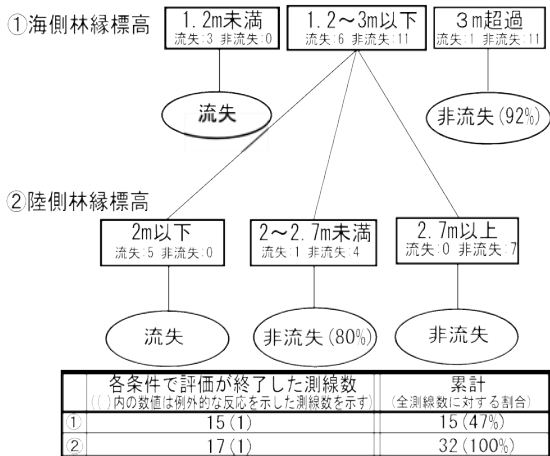 ①海側林縁標高
1.2m未満
流失:3 非流失:0
1.2～3m以下
流失:6 非流失:11
3m超過
流失:1 非流失:11
流失
非流失(92%)
②陸側林縁標高
2m以下
流失:5 非流失:0
2～2.7m未満
流失:1 非流失:4
2.7m以上
流失:0 非流失:7
流失
非流失(80%)
非流失
各条件で評価が終了した測線数 累計
(( )内の数値は例外的な反応を示した測線数を示す) (全測線数に対する割合)
① 15(1) 15(47%)
② 17(1) 32(100%)